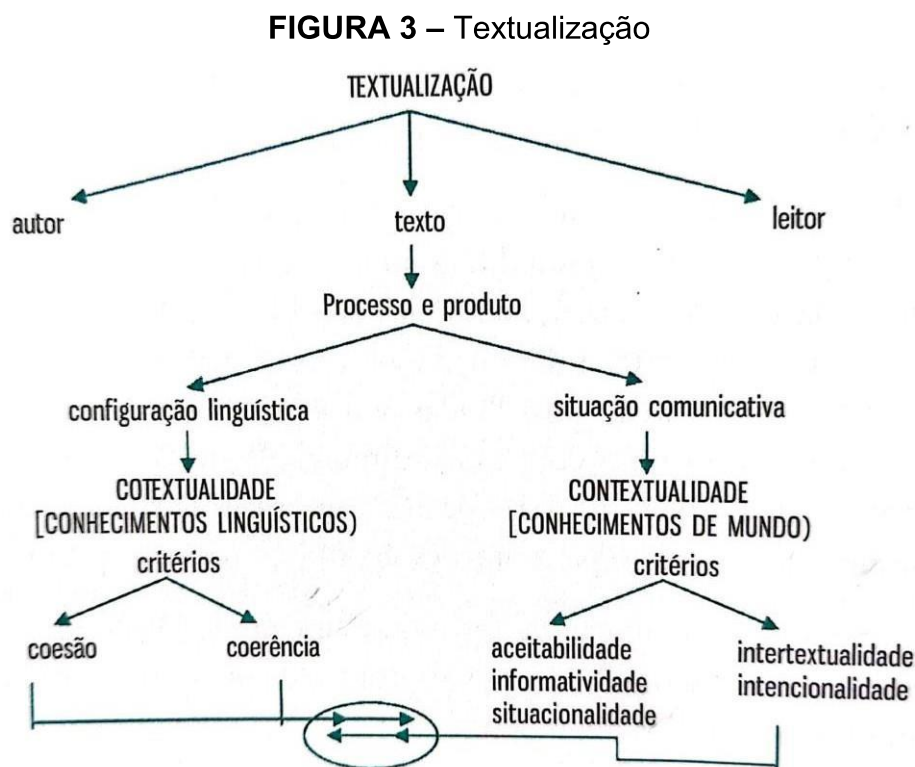 FIGURA 3 – Textualização
TEXTUALIZAÇÃO
autor
texto
leitor
Processo e produto
configuração linguística
situação comunicativa
COTEXTUALIDADE
[CONHECIMENTOS LINGUÍSTICOS)
critérios
CONTEXTUALIDADE
[CONHECIMENTOS DE MUNDO)
critérios
coesão
coerência
aceitabilidade
informatividade
situacionalidade
intertextualidade
intencionalidade